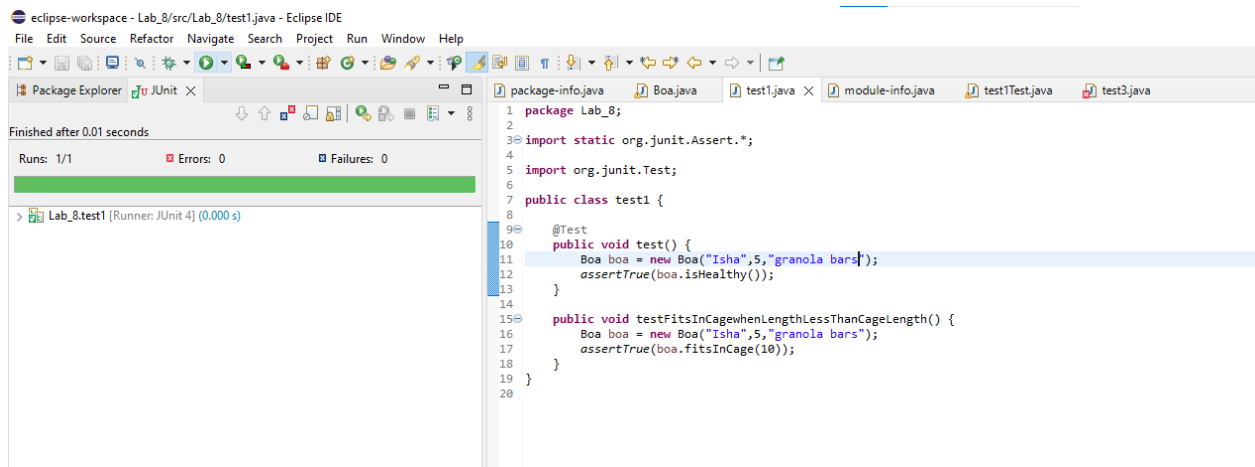 eclipse-workspace - Lab_8/src/Lab_8/test1.java - Eclipse IDE
File Edit Source Refactor Navigate Search Project Run Window Help
Package Explorer JUnit
Finished after 0.01 seconds
Runs: 1/1 Errors: 0 Failures: 0
Lab_8.test1 [Runner: JUnit 4] (0.000 s)
package-info.java Boa.java test1.java module-info.java test1Test.java test3.java
1 package Lab_8;
2
3 import static org.junit.Assert.*;
4
5 import org.junit.Test;
6
7 public class test1 {
8
9 @Test
10 public void test() {
11 Boa boa = new Boa("Isha",5,"granola bars");
12 assertTrue(boa.isHealthy());
13 }
14
15 public void testFitsInCagewhenLengthLessThanCageLength() {
16 Boa boa = new Boa("Isha",5,"granola bars");
17 assertTrue(boa.fitsInCage(10));
18 }
19 }
20